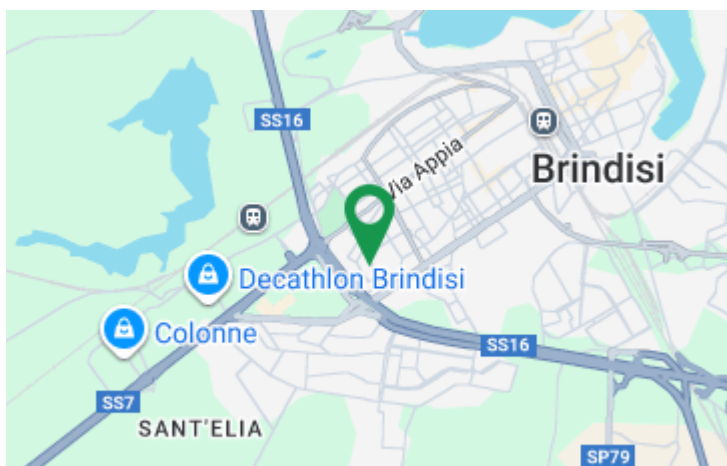 SS16
Via Appia
Brindisi
Decathlon Brindisi
Colonne
SS16
SS7
SANT'ELIA
SP79